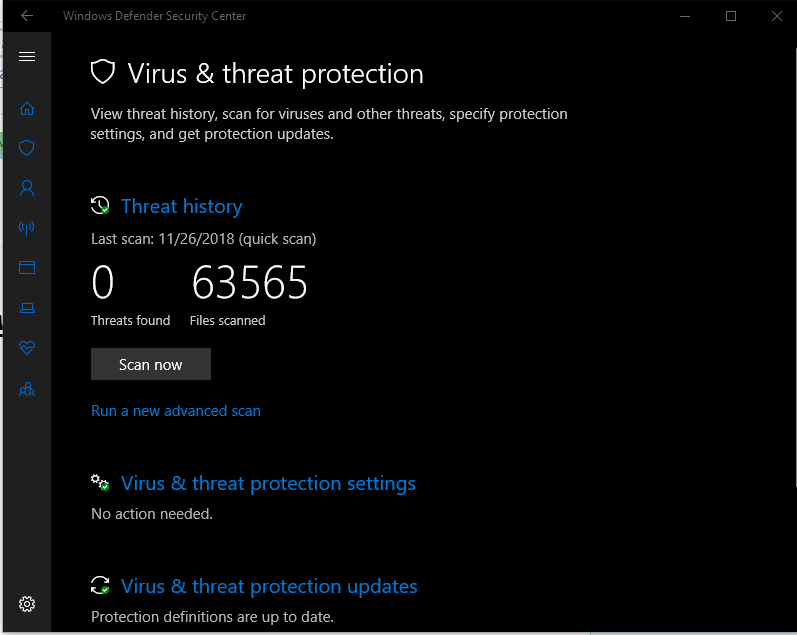 Windows Defender Security Center
Virus & threat protection
View threat history, scan for viruses and other threats, specify protection
settings, and get protection updates.
Threat history
Last scan: 11/26/2018 (quick scan)
0 63565
Threats found Files scanned
Scan now
Run a new advanced scan
Virus & threat protection settings
No action needed.
Virus & threat protection updates
Protection definitions are up to date.